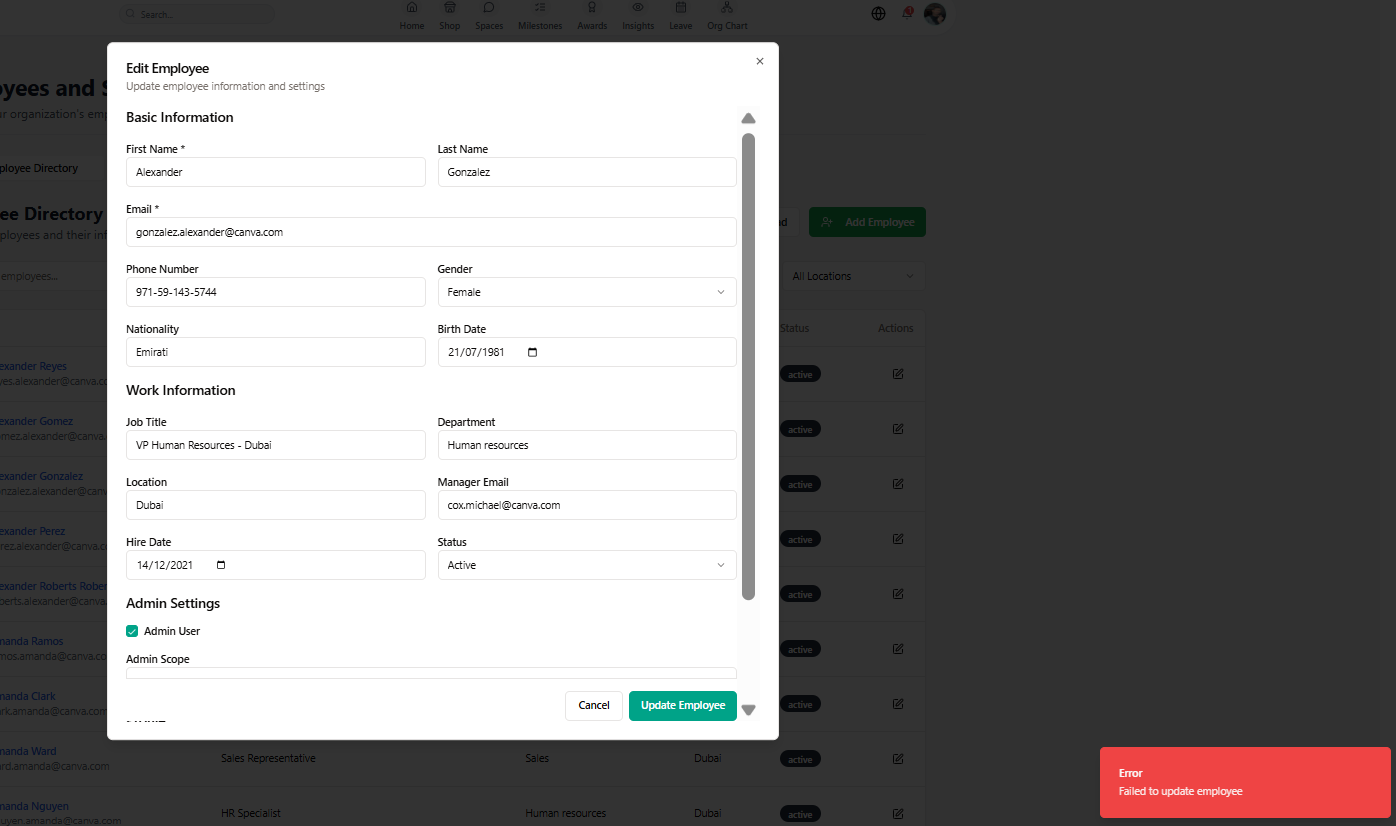 Search...
Home Shop Spaces Milestones Awards Insights Leave Org Chart
Edit Employee
Update employee information and settings
Basic Information
First Name * Last Name
Alexander Gonzalez
Email *
gonzalez.alexander@canva.com
Phone Number Gender
971-59-143-5744 Female
Nationality Birth Date
Emirati 21/07/1981
Work Information
Job Title Department
VP Human Resources - Dubai Human resources
Location Manager Email
Dubai cox.michael@canva.com
Hire Date Status
14/12/2021 Active
Admin Settings
Admin User
Admin Scope
Cancel Update Employee
oyees and S
ur organization's emp
ployee Directory
ee Directory
ployees and their inf
nd Add Employee
employees... All Locations
Status Actions
exander Reyes
yes.alexander@canva.co
active
exander Gomez
omez.alexander@canva.
active
exander Gonzalez
onzalez.alexander@canv
active
exander Perez
rez.alexander@canva.co
active
exander Roberts Rober
berts.alexander@canva
active
manda Ramos
mos.amanda@canva.co
active
manda Clark
ark.amanda@canva.com
active
manda Ward
ard.amanda@canva.com
Sales Representative Sales Dubai active
manda Nguyen
guyen.amanda@canva.com
HR Specialist Human resources Dubai active
Error
Failed to update employee